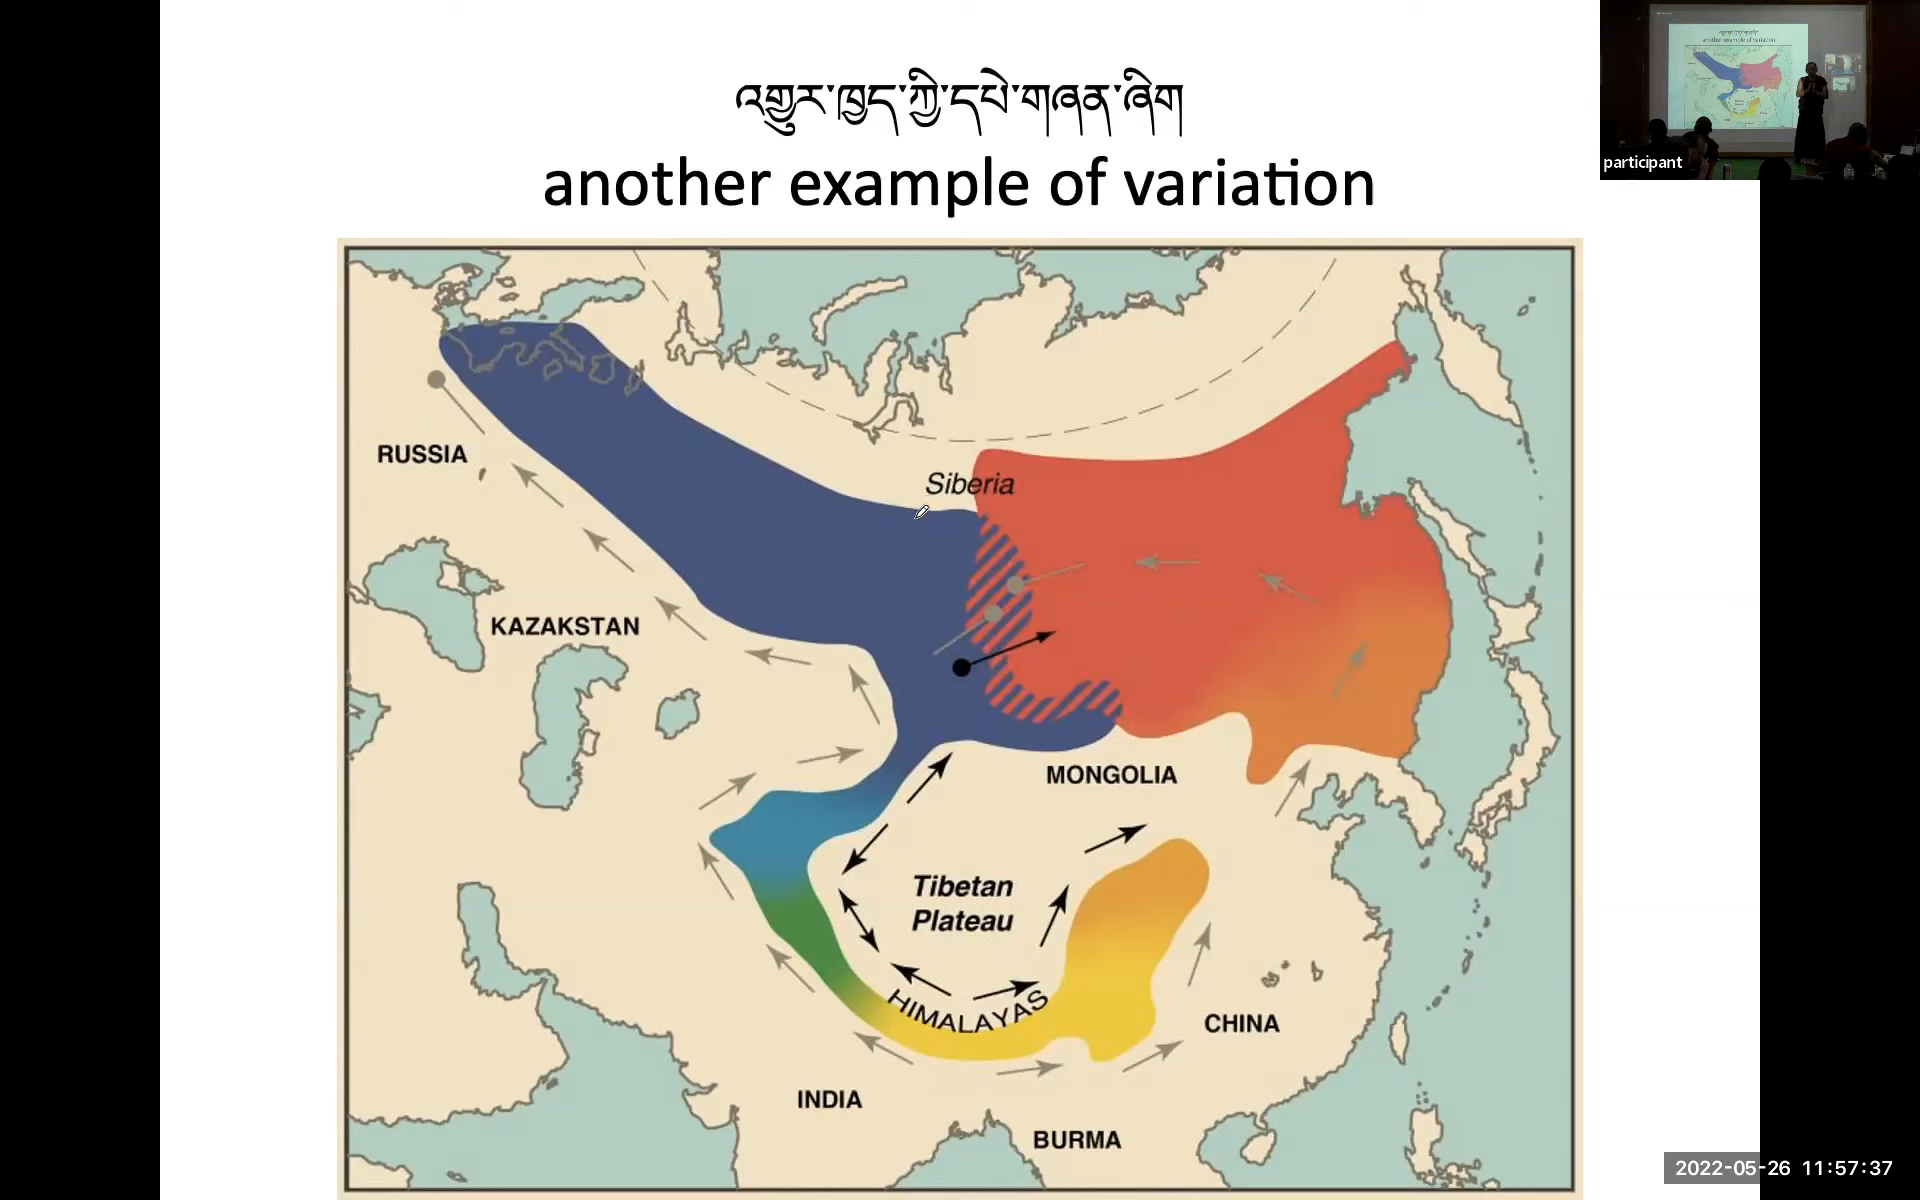 འགྱུར་ཁྱད་ཀྱི་དཔེ་གཞན་ཞིག
another example of variation
participant
RUSSIA
Siberia
KAZAKSTAN
MONGOLIA
Tibetan
Plateau
HIMALAYAS
CHINA
INDIA
BURMA
2022-05-26 11:57:37